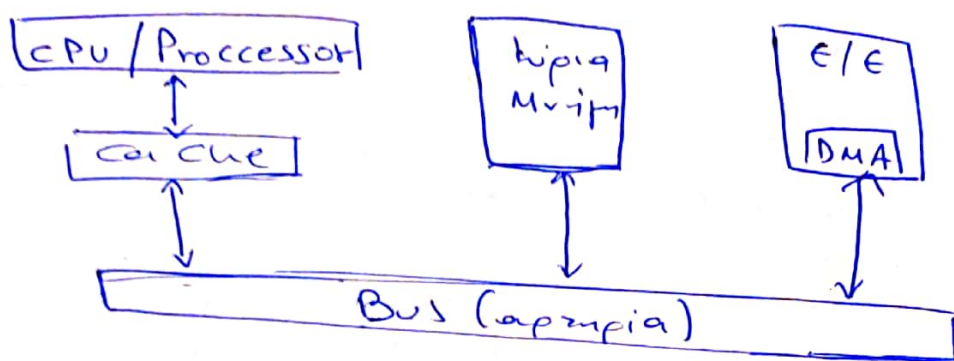 CPU / Proccessor
Κύρια
Μνήμη
E/E
Cache
DMA
Bus (αρτηρία)